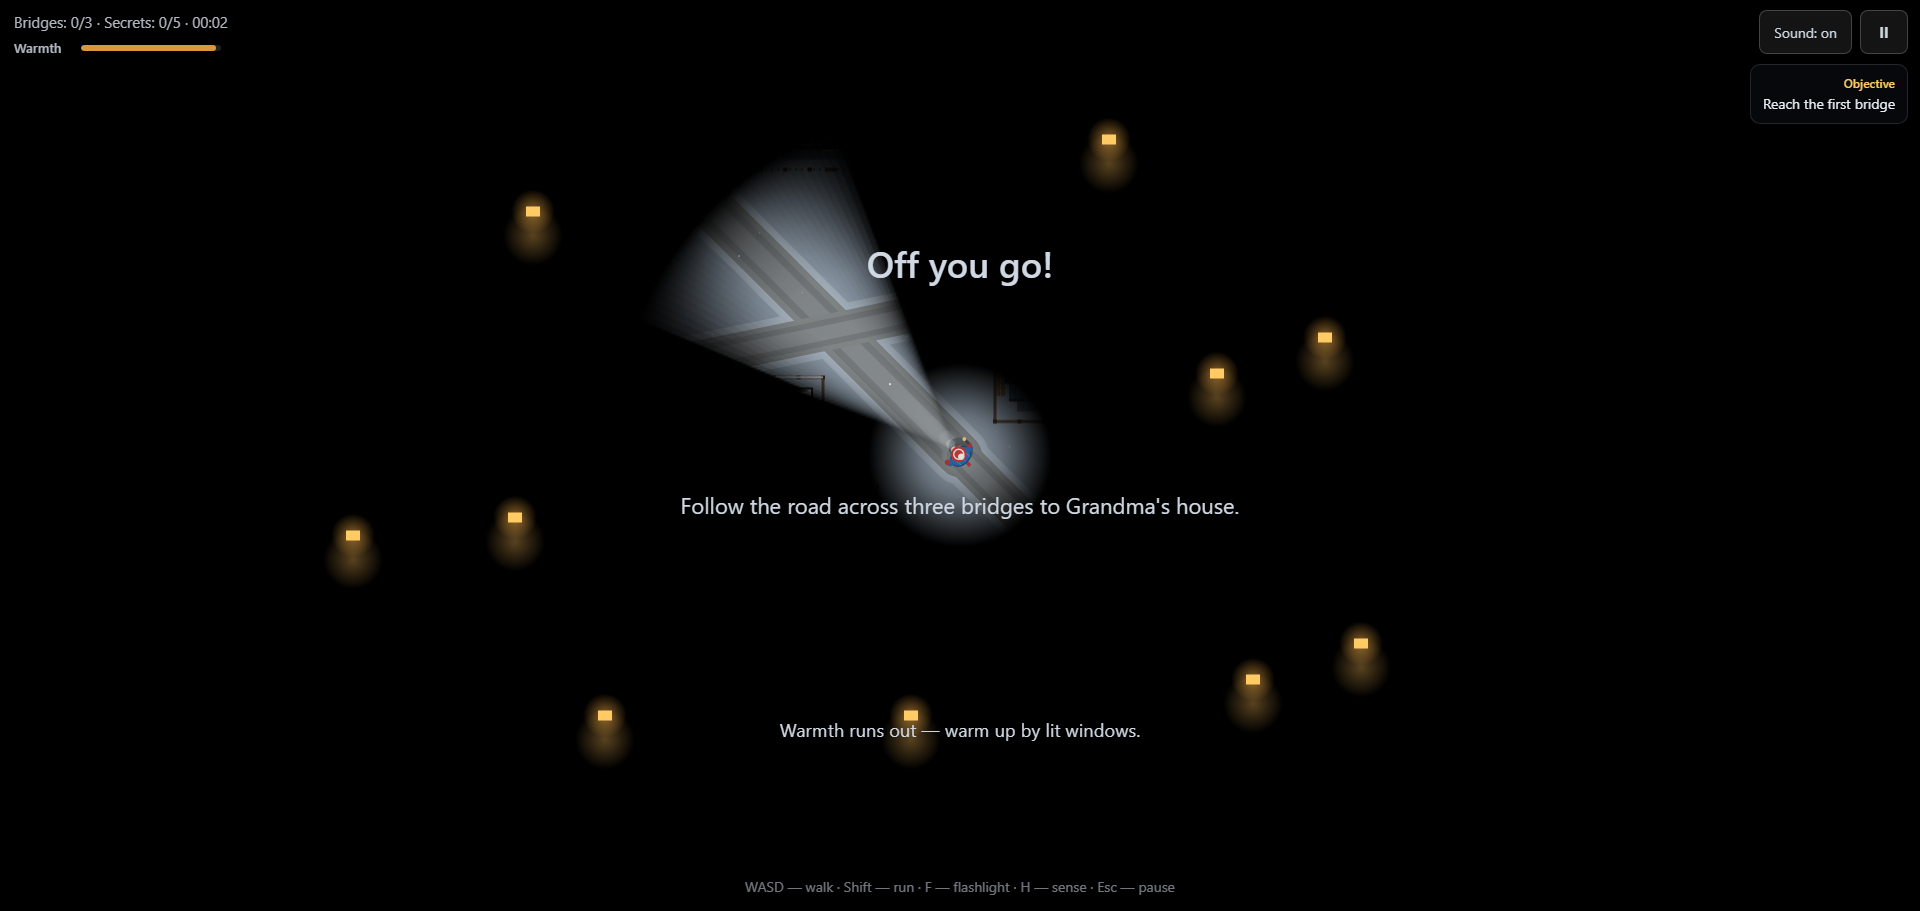 Bridges: 0/3 · Secrets: 0/5 · 00:02
Warmth
Sound: on
Objective
Reach the first bridge
Off you go!
Follow the road across three bridges to Grandma's house.
Warmth runs out — warm up by lit windows.
WASD — walk · Shift — run · F — flashlight · H — sense · Esc — pause